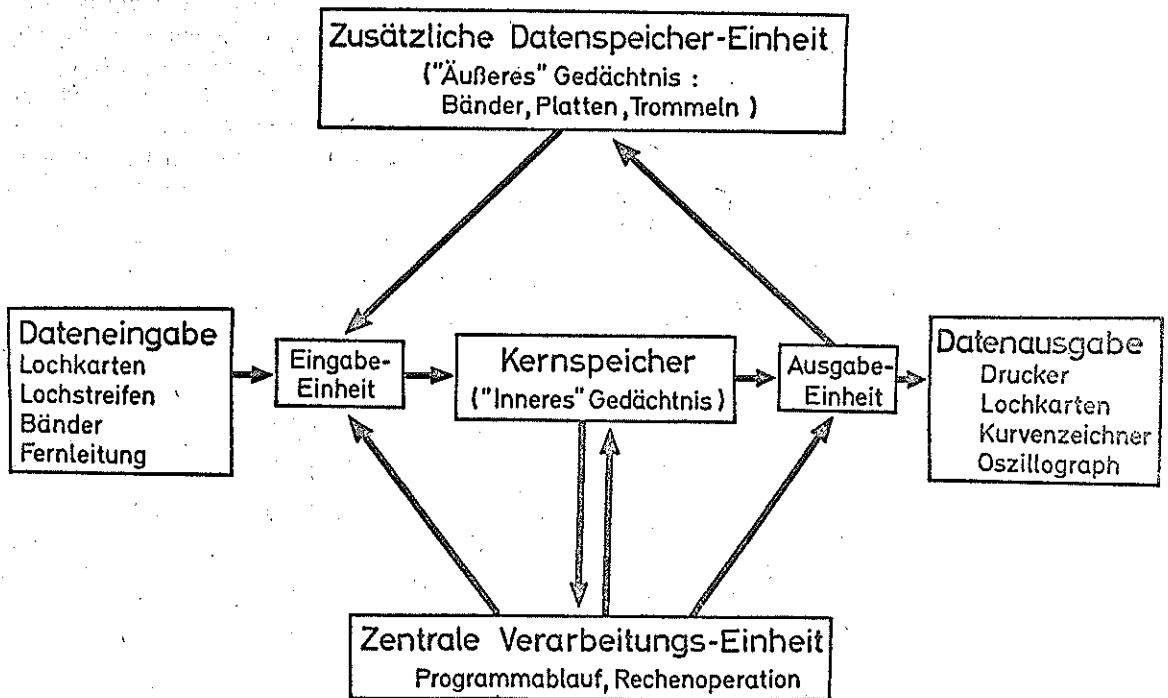 Zusätzliche Datenspeicher-Einheit
("Äußeres" Gedächtnis :
Bänder, Platten, Trommeln )
Dateneingabe
Lochkarten
Lochstreifen
Bänder
Fernleitung
Eingabe-
Einheit
Kernspeicher
("Inneres" Gedächtnis)
Ausgabe-
Einheit
Datenausgabe
Drucker
Lochkarten
Kurvenzeichner
Oszillograph
Zentrale Verarbeitungs-Einheit
Programmablauf, Rechenoperation